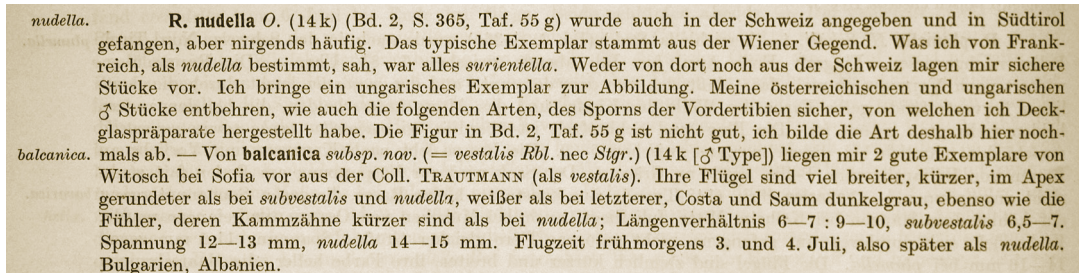 nudella. R. nudella O. (14 k) (Bd. 2, S. 365, Taf. 55 g) wurde auch in der Schweiz angegeben und in Südtirol
gefangen, aber nirgends häufig. Das typische Exemplar stammt aus der Wiener Gegend. Was ich von Frank-
reich, als nudella bestimmt, sah, war alles surientella. Weder von dort noch aus der Schweiz lagen mir sichere
Stücke vor. Ich bringe ein ungarisches Exemplar zur Abbildung. Meine österreichischen und ungarischen
♂ Stücke entbehren, wie auch die folgenden Arten, des Sporns der Vordertibien sicher, von welchen ich Deck-
glaspräparate hergestellt habe. Die Figur in Bd. 2, Taf. 55 g ist nicht gut, ich bilde die Art deshalb hier noch-
balcanica. mals ab. — Von balcanica subsp. nov. (= vestalis Rbl. nec Stgr.) (14 k [♂ Type]) liegen mir 2 gute Exemplare von
Witosch bei Sofia vor aus der Coll. TRAUTMANN (als vestalis). Ihre Flügel sind viel breiter, kürzer, im Apex
gerundeter als bei subvestalis und nudella, weißer als bei letzterer, Costa und Saum dunkelgrau, ebenso wie die
Fühler, deren Kammzähne kürzer sind als bei nudella; Längenverhältnis 6—7 : 9—10, subvestalis 6,5—7.
Spannung 12—13 mm, nudella 14—15 mm. Flugzeit frühmorgens 3. und 4. Juli, also später als nudella.
Bulgarien, Albanien.